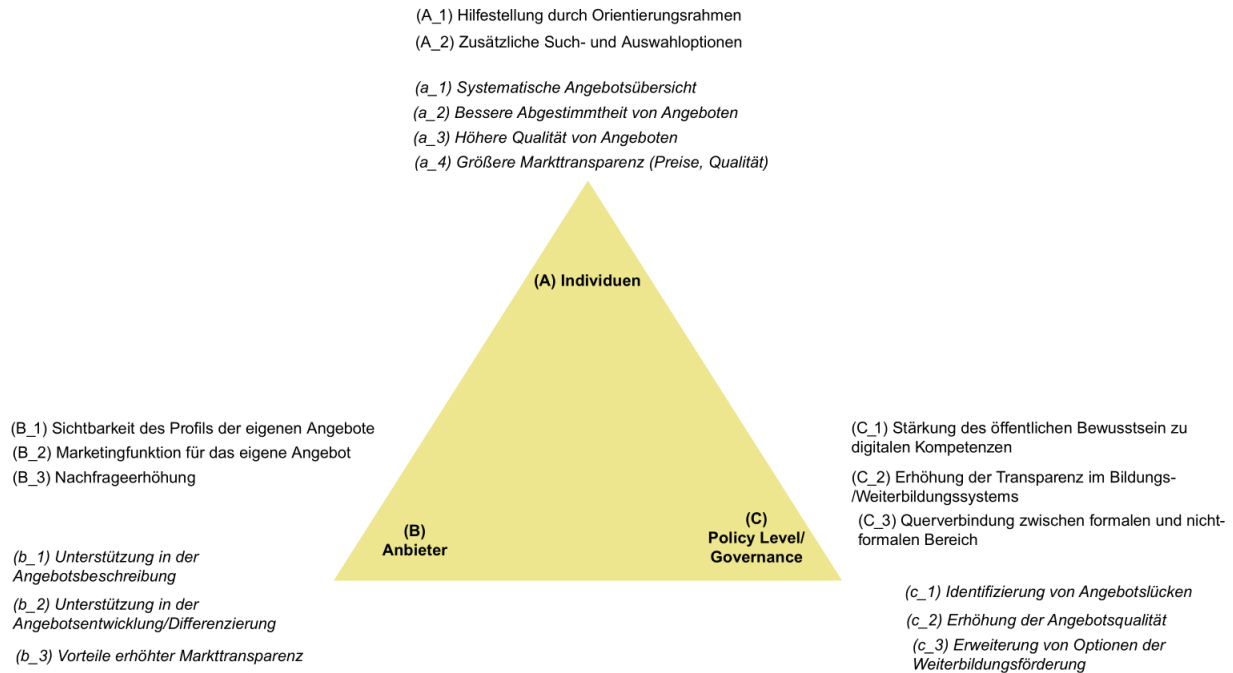 (A_1) Hilfestellung durch Orientierungsrahmen
(A_2) Zusätzliche Such- und Auswahloptionen
(a_1) Systematische Angebotsübersicht
(a_2) Bessere Abgestimmtheit von Angeboten
(a_3) Höhere Qualität von Angeboten
(a_4) Größere Markttransparenz (Preise, Qualität)
(A) Individuen
(B_1) Sichtbarkeit des Profils der eigenen Angebote
(B_2) Marketingfunktion für das eigene Angebot
(B_3) Nachfrageerhöhung
(b_1) Unterstützung in der
Angebotsbeschreibung
(b_2) Unterstützung in der
Angebotsentwicklung/Differenzierung
(b_3) Vorteile erhöhter Markttransparenz
(B)
Anbieter
(C)
Policy Level/
Governance
(C_1) Stärkung des öffentlichen Bewusstsein zu
digitalen Kompetenzen
(C_2) Erhöhung der Transparenz im Bildungs-
/Weiterbildungssystems
(C_3) Querverbindung zwischen formalen und nicht-
formalen Bereich
(c_1) Identifizierung von Angebotslücken
(c_2) Erhöhung der Angebotsqualität
(c_3) Erweiterung von Optionen der
Weiterbildungsförderung